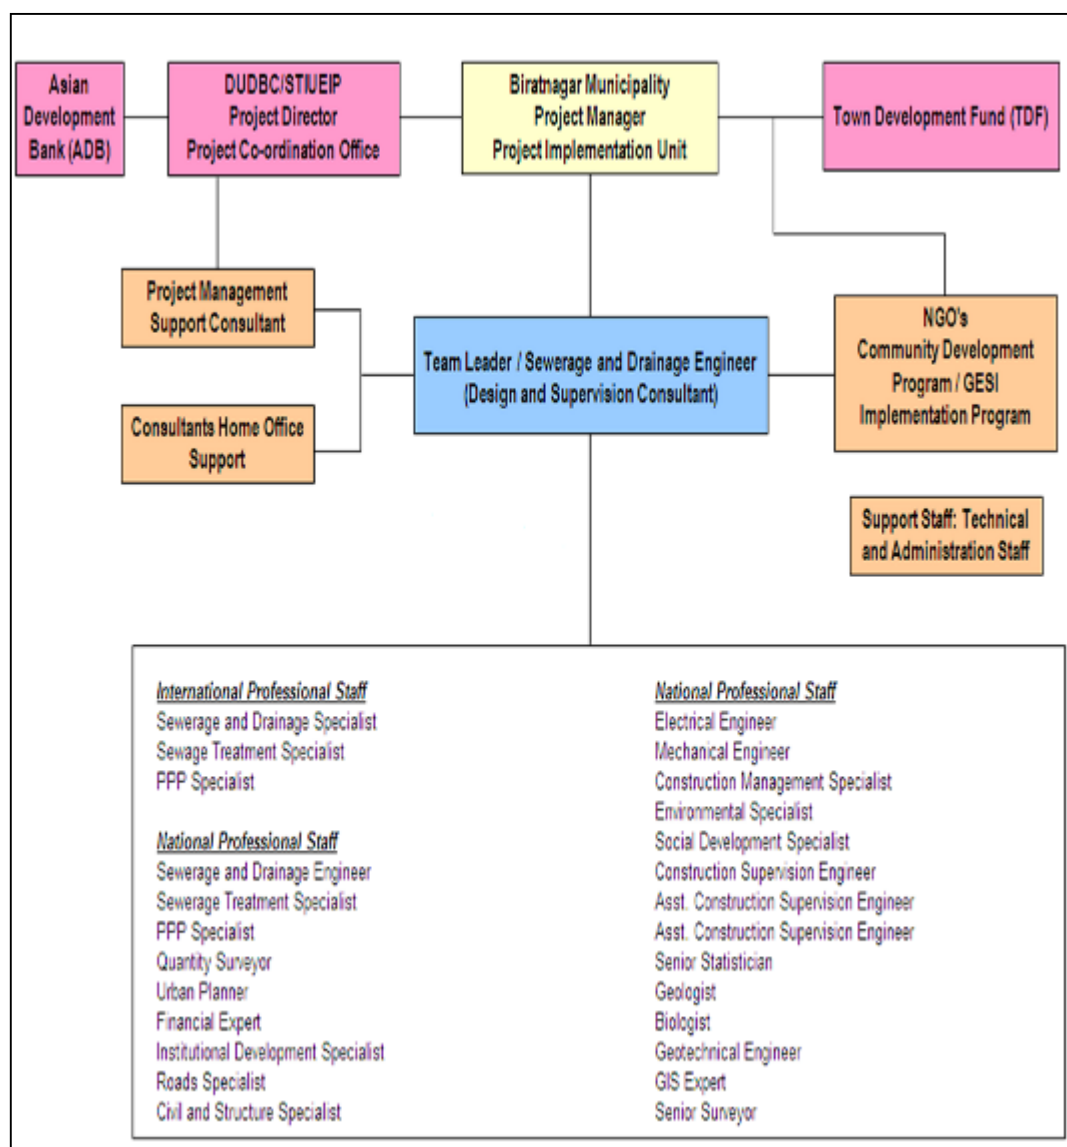 Asian
Development
Bank (ADB)
DUDBC/STIUEIP
Project Director
Project Co-ordination Office
Biratnagar Municipality
Project Manager
Project Implementation Unit
Town Development Fund (TDF)
Project Management
Support Consultant
Team Leader / Sewerage and Drainage Engineer
(Design and Supervision Consultant)
NGO's
Community Development
Program / GESI
Implementation Program
Consultants Home Office
Support
Support Staff: Technical
and Administration Staff
International Professional Staff
Sewerage and Drainage Specialist
Sewage Treatment Specialist
PPP Specialist
National Professional Staff
Sewerage and Drainage Engineer
Sewerage Treatment Specialist
PPP Specialist
Quantity Surveyor
Urban Planner
Financial Expert
Institutional Development Specialist
Roads Specialist
Civil and Structure Specialist
National Professional Staff
Electrical Engineer
Mechanical Engineer
Construction Management Specialist
Environmental Specialist
Social Development Specialist
Construction Supervision Engineer
Asst. Construction Supervision Engineer
Asst. Construction Supervision Engineer
Senior Statistician
Geologist
Biologist
Geotechnical Engineer
GIS Expert
Senior Surveyor